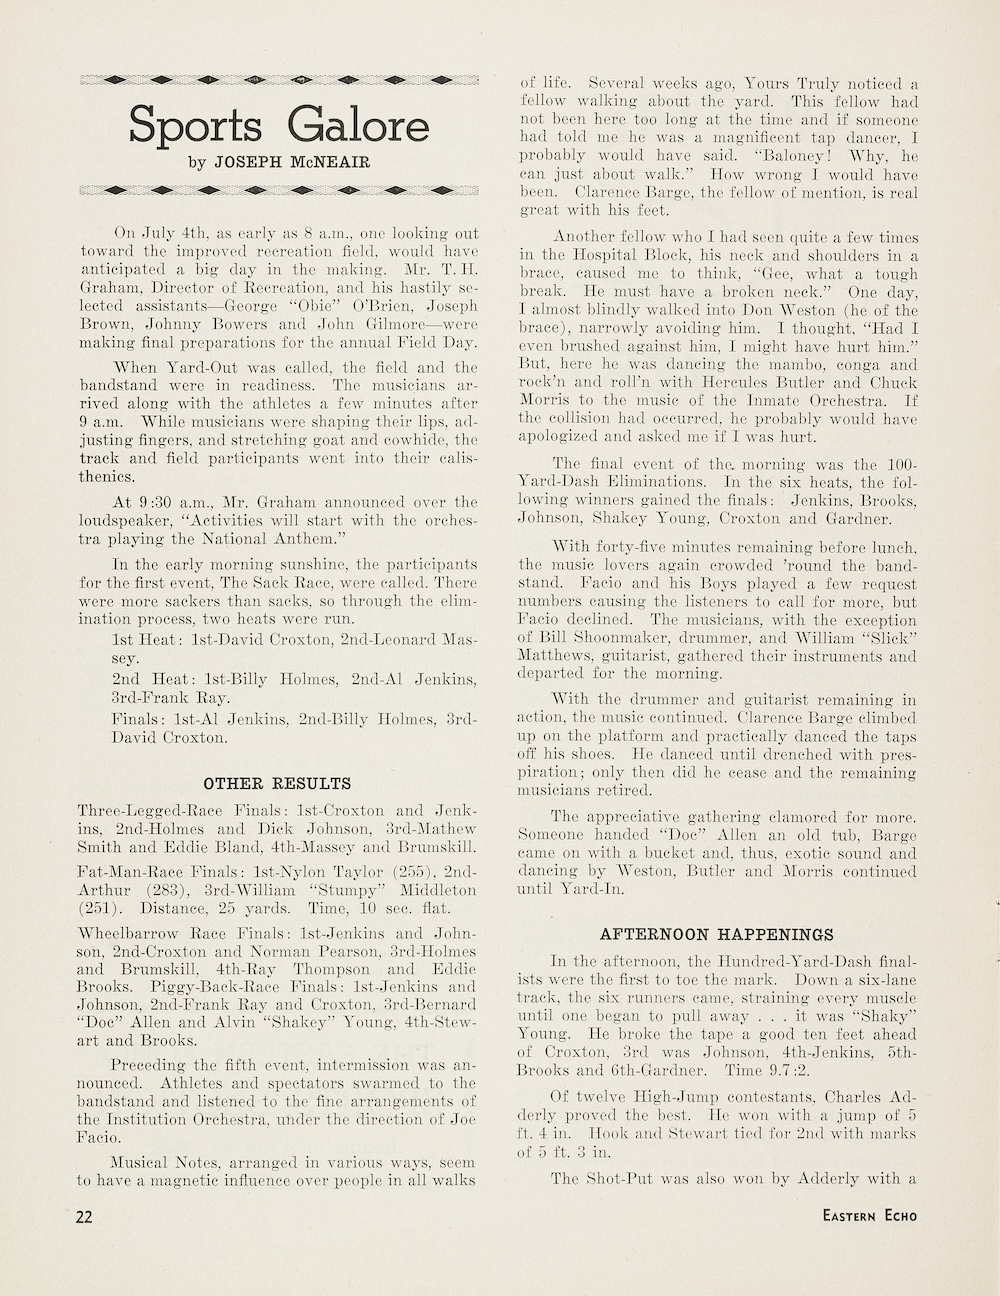 Sports Galore
by JOSEPH McNEAIR
On July 4th, as early as 8 a.m., one looking out
toward the improved recreation field, would have
anticipated a big day in the making. Mr. T. H.
Graham, Director of Recreation, and his hastily se-
lected assistants—George “Obie” O’Brien, Joseph
Brown, Johnny Bowers and John Gilmore—were
making final preparations for the annual Field Day.
When Yard-Out was called, the field and the
bandstand were in readiness. The musicians ar-
rived along with the athletes a few minutes after
9 a.m. While musicians were shaping their lips, ad-
justing fingers, and stretching goat and cowhide, the
track and field participants went into their calis-
thenics.
At 9:30 a.m., Mr. Graham announced over the
loudspeaker, “Activities will start with the orches-
tra playing the National Anthem.”
In the early morning sunshine, the participants
for the first event, The Sack Race, were called. There
were more sackers than sacks, so through the elim-
ination process, two heats were run.
1st Heat: 1st-David Croxton, 2nd-Leonard Mas-
sey.
2nd Heat: 1st-Billy Holmes, 2nd-Al Jenkins,
3rd-Frank Ray.
Finals: 1st-Al Jenkins, 2nd-Billy Holmes, 3rd-
David Croxton.
OTHER RESULTS
Three-Legged-Race Finals: 1st-Croxton and Jenk-
ins, 2nd-Holmes and Dick Johnson, 3rd-Mathew
Smith and Eddie Bland, 4th-Massey and Brumskill.
Fat-Man-Race Finals: 1st-Nylon Taylor (255), 2nd-
Arthur (283), 3rd-William “Stumpy” Middleton
(251). Distance, 25 yards. Time, 10 sec. flat.
Wheelbarrow Race Finals: 1st-Jenkins and John-
son, 2nd-Croxton and Norman Pearson, 3rd-Holmes
and Brumskill, 4th-Ray Thompson and Eddie
Brooks. Piggy-Back-Race Finals: 1st-Jenkins and
Johnson, 2nd-Frank Ray and Croxton, 3rd-Bernard
“Doc” Allen and Alvin “Shakey” Young, 4th-Stew-
art and Brooks.
Preceding the fifth event, intermission was an-
nounced. Athletes and spectators swarmed to the
bandstand and listened to the fine arrangements of
the Institution Orchestra, under the direction of Joe
Facio.
Musical Notes, arranged in various ways, seem
to have a magnetic influence over people in all walks
of life. Several weeks ago, Yours Truly noticed a
fellow walking about the yard. This fellow had
not been here too long at the time and if someone
had told me he was a magnificent tap dancer, I
probably would have said. “Baloney! Why, he
can just about walk.” How wrong I would have
been. Clarence Barge, the fellow of mention, is real
great with his feet.
Another fellow who I had seen quite a few times
in the Hospital Block, his neck and shoulders in a
brace, caused me to think, “Gee, what a tough
break. He must have a broken neck.” One day,
I almost blindly walked into Don Weston (he of the
brace), narrowly avoiding him. I thought, “Had I
even brushed against him, I might have hurt him.”
But, here he was dancing the mambo, conga and
rock’n and roll’n with Hercules Butler and Chuck
Morris to the music of the Inmate Orchestra. If
the collision had occurred, he probably would have
apologized and asked me if I was hurt.
The final event of the morning was the 100-
Yard-Dash Eliminations. In the six heats, the fol-
lowing winners gained the finals: Jenkins, Brooks,
Johnson, Shakey Young, Croxton and Gardner.
With forty-five minutes remaining before lunch,
the music lovers again crowded ’round the band-
stand. Facio and his Boys played a few request
numbers causing the listeners to call for more, but
Facio declined. The musicians, with the exception
of Bill Shoonmaker, drummer, and William “Slick”
Matthews, guitarist, gathered their instruments and
departed for the morning.
With the drummer and guitarist remaining in
action, the music continued. Clarence Barge climbed
up on the platform and practically danced the taps
off his shoes. He danced until drenched with pres-
piration; only then did he cease and the remaining
musicians retired.
The appreciative gathering clamored for more.
Someone handed “Doc” Allen an old tub, Barge
came on with a bucket and, thus, exotic sound and
dancing by Weston, Butler and Morris continued
until Yard-In.
AFTERNOON HAPPENINGS
In the afternoon, the Hundred-Yard-Dash final-
ists were the first to toe the mark. Down a six-lane
track, the six runners came, straining every muscle
until one began to pull away . . . it was “Shaky”
Young. He broke the tape a good ten feet ahead
of Croxton, 3rd was Johnson, 4th-Jenkins, 5th-
Brooks and 6th-Gardner. Time 9.7:2.
Of twelve High-Jump contestants, Charles Ad-
derly proved the best. He won with a jump of 5
ft. 4 in. Hook and Stewart tied for 2nd with marks
of 5 ft. 3 in.
The Shot-Put was also won by Adderly with a
22
EASTERN ECHO